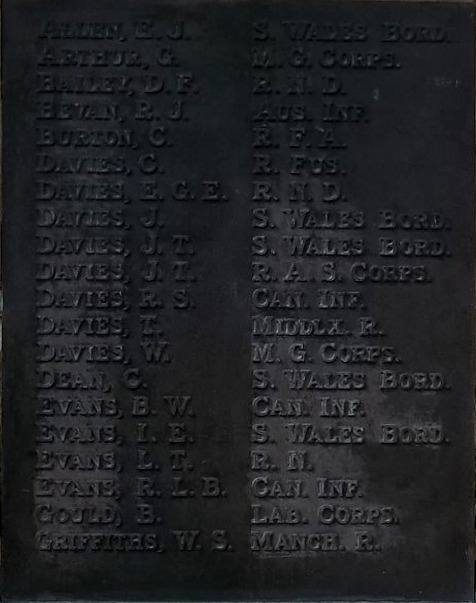 ALLEN, E. J. S. WALES BORD.
ARTHUR, G. M. G. CORPS.
BAILEY, D. F. R. N. D.
BEVAN, R. J. AUS. INF.
BURTON, C. R. F. A.
DAVIES, C. R. FUS.
DAVIES, E. G. E. R. N. D.
DAVIES, J. S. WALES BORD.
DAVIES, J. T. S. WALES BORD.
DAVIES, J. T. R. A. S. CORPS.
DAVIES, R. S. CAN. INF.
DAVIES, T. MIDDLX. R.
DAVIES, W. M. G. CORPS.
DEAN, C. S. WALES BORD.
EVANS, B. W. CAN. INF.
EVANS, I. E. S. WALES BORD.
EVANS, L. T. R. N.
EVANS, R. L. B. CAN. INF.
GOULD, B. LAB. CORPS.
GRIFFITHS, W. S. MANCH. R.